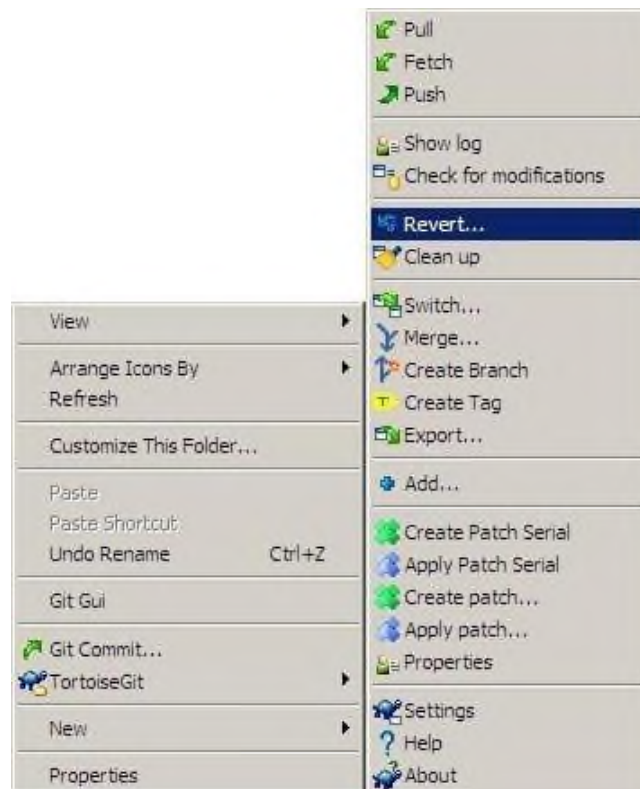 View
Arrange Icons By
Refresh
Customize This Folder...
Paste
Paste Shortcut
Undo Rename Ctrl+Z
Git Gui
Git Commit...
TortoiseGit
New
Properties
Pull
Fetch
Push
Show log
Check for modifications
Revert...
Clean up
Switch...
Merge...
Create Branch
T Create Tag
Export...
Add...
Create Patch Serial
Apply Patch Serial
Create patch...
Apply patch...
Properties
Settings
? Help
About